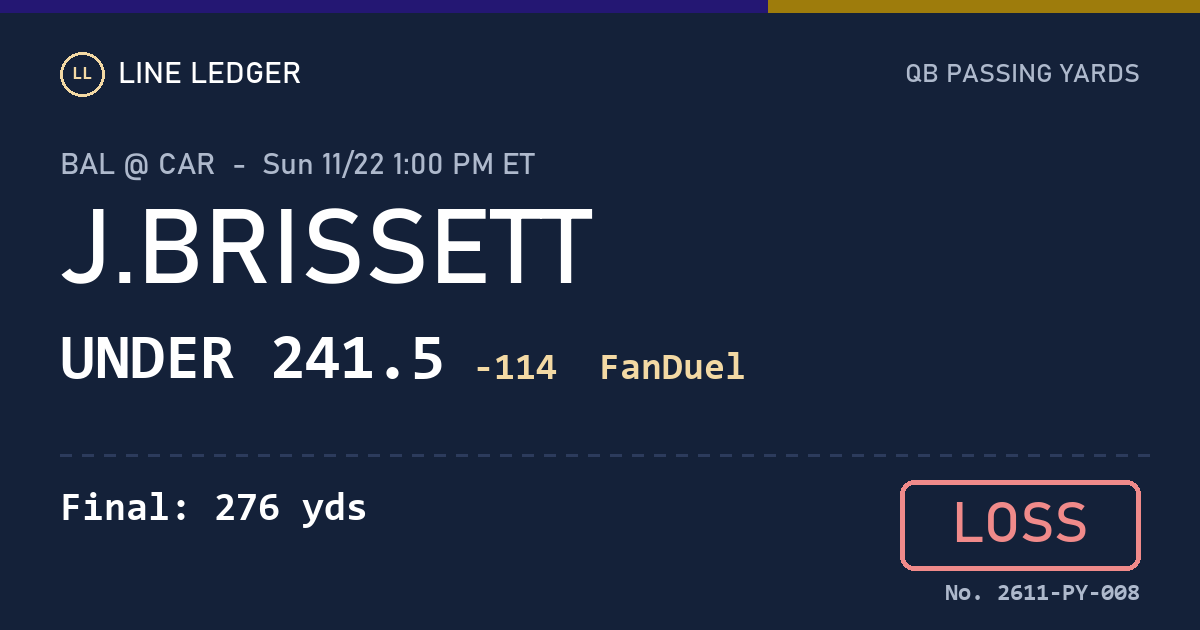 LL LINE LEDGER
QB PASSING YARDS
BAL @ CAR - Sun 11/22 1:00 PM ET
J.BRISSETT
UNDER 241.5 -114 FanDuel
Final: 276 yds
LOSS
No. 2611-PY-008